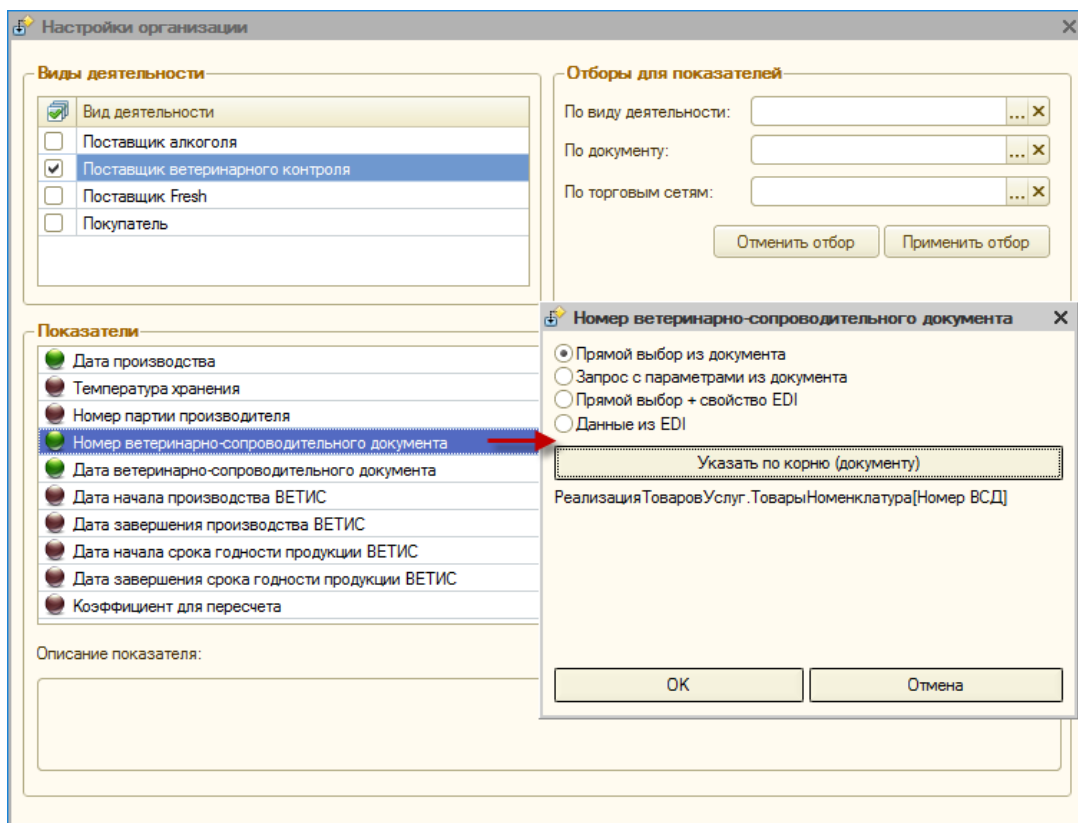 Настройки организации
Виды деятельности
Вид деятельности
Поставщик алкоголя
Поставщик ветеринарного контроля
Поставщик Fresh
Покупатель
Отборы для показателей
По виду деятельности:
...
По документу:
...
По торговым сетям:
...
Отменить отбор
Применить отбор
Показатели
Дата производства
Температура хранения
Номер партии производителя
Номер ветеринарно-сопроводительного документа
Дата ветеринарно-сопроводительного документа
Дата начала производства ВЕТИС
Дата завершения производства ВЕТИС
Дата начала срока годности продукции ВЕТИС
Дата завершения срока годности продукции ВЕТИС
Коэффициент для пересчета
Описание показателя:
Номер ветеринарно-сопроводительного документа
Прямой выбор из документа
Запрос с параметрами из документа
Прямой выбор + свойство EDI
Данные из EDI
Указать по корню (документу)
РеализацияТоваровУслуг.ТоварыНоменклатура[Номер ВСД]
OK
Отмена